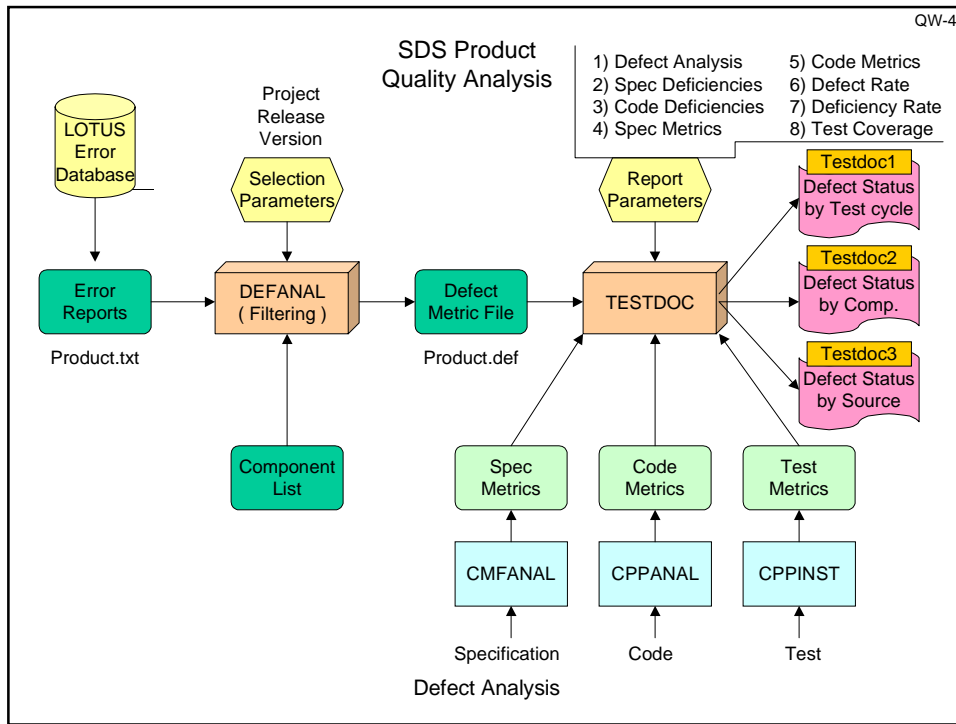 QW-4
SDS Product
Quality Analysis
1) Defect Analysis
2) Spec Deficiencies
3) Code Deficiencies
4) Spec Metrics
5) Code Metrics
6) Defect Rate
7) Deficiency Rate
8) Test Coverage
LOTUS
Error
Database
Project
Release
Version
Selection
Parameters
Report
Parameters
Testdoc1
Defect Status
by Test cycle
Error
Reports
Product.txt
DEFANAL
( Filtering )
Defect
Metric File
Product.def
TESTDOC
Testdoc2
Defect Status
by Comp.
Testdoc3
Defect Status
by Source
Component
List
Spec
Metrics
Code
Metrics
Test
Metrics
CMFANAL
CPPANAL
CPPINST
Specification
Code
Test
Defect Analysis